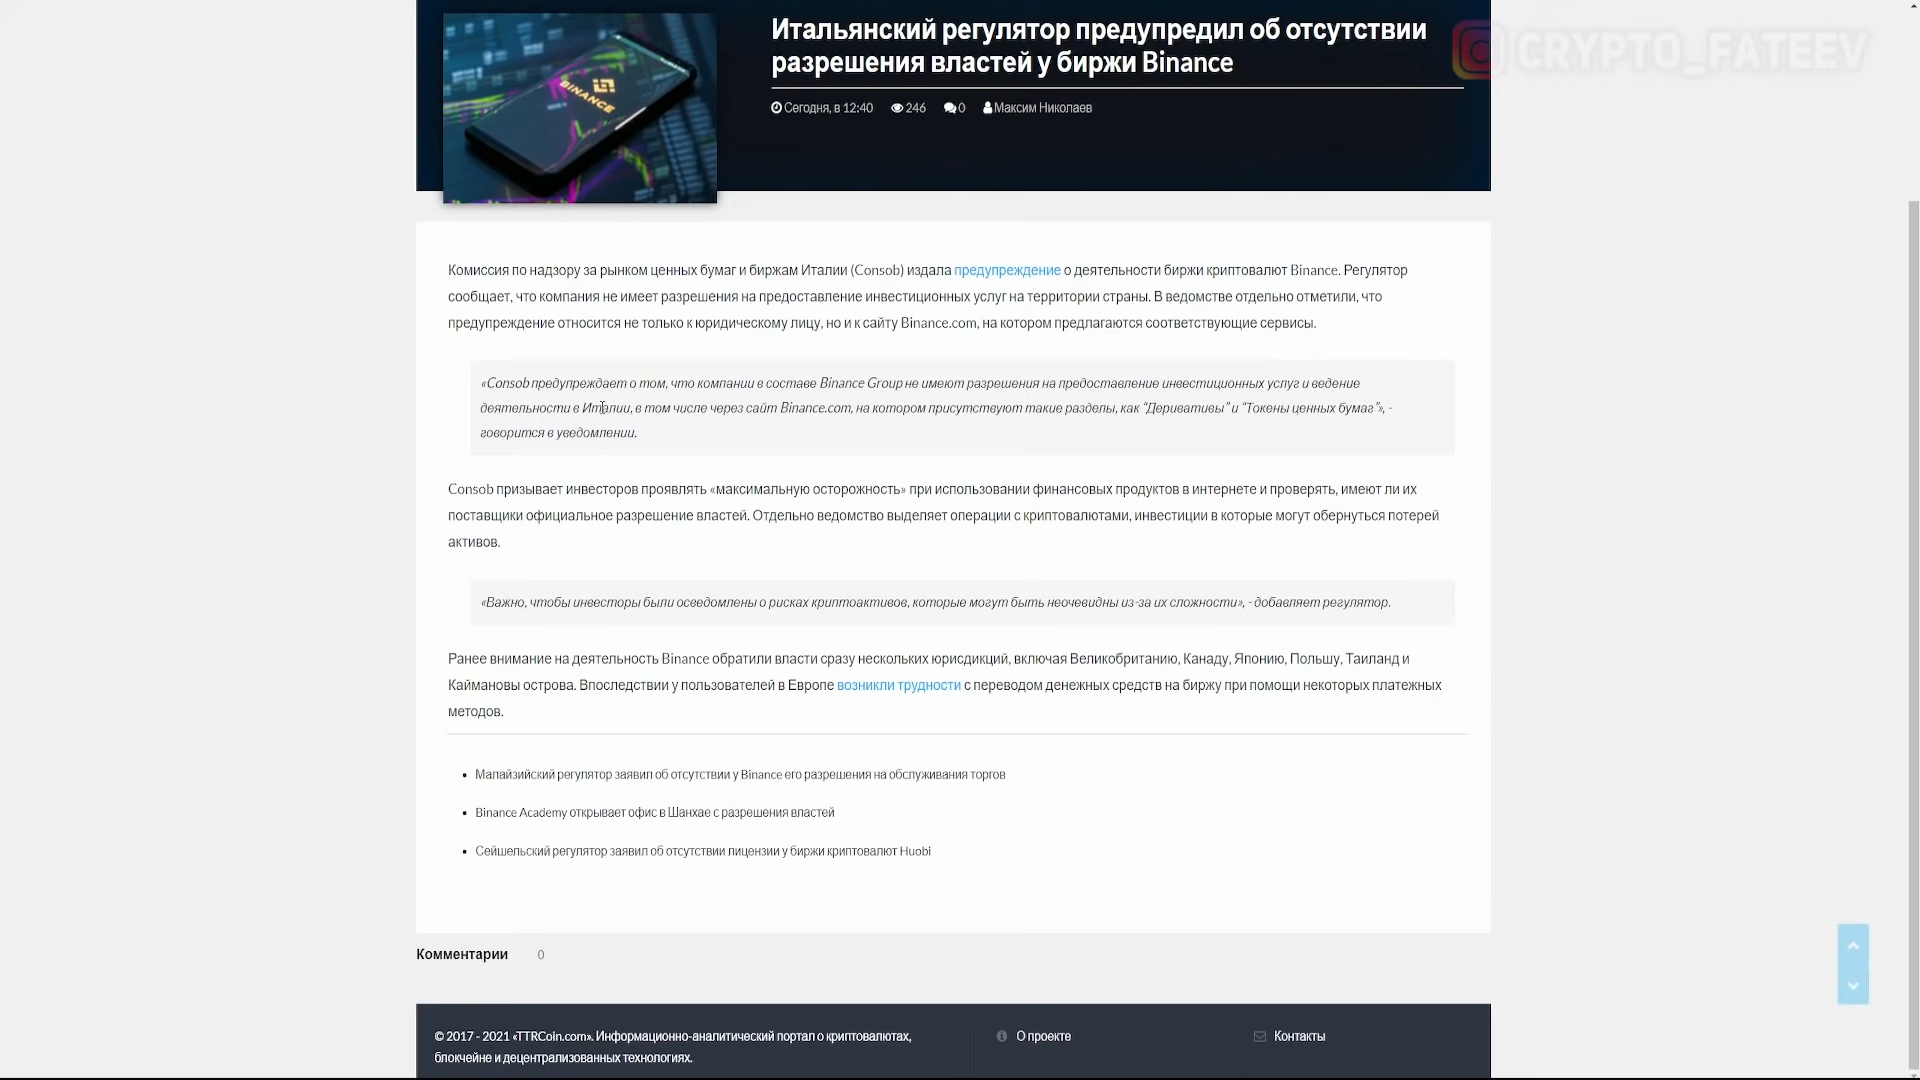 Итальянский регулятор предупредил об отсутствии
разрешения властей у биржи Binance
CRYPTO_FATEEV
Сегодня, в 12:40 246 0 Максим Николаев
BINANCE
Комиссия по надзору за рынком ценных бумаг и биржам Италии (Consob) издала предупреждение о деятельности биржи криптовалют Binance. Регулятор
сообщает, что компания не имеет разрешения на предоставление инвестиционных услуг на территории страны. В ведомстве отдельно отметили, что
предупреждение относится не только к юридическому лицу, но и к сайту Binance.com, на котором предлагаются соответствующие сервисы.
«Consob предупреждает о том, что компании в составе Binance Group не имеют разрешения на предоставление инвестиционных услуг и ведение
деятельности в Италии, в том числе через сайт Binance.com, на котором присутствуют такие разделы, как “Деривативы” и “Токены ценных бумаг”», -
говорится в уведомлении.
Consob призывает инвесторов проявлять «максимальную осторожность» при использовании финансовых продуктов в интернете и проверять, имеют ли их
поставщики официальное разрешение властей. Отдельно ведомство выделяет операции с криптовалютами, инвестиции в которые могут обернуться потерей
активов.
«Важно, чтобы инвесторы были осведомлены о рисках криптоактивов, которые могут быть неочевидны из-за их сложности», - добавляет регулятор.
Ранее внимание на деятельность Binance обратили власти сразу нескольких юрисдикций, включая Великобританию, Канаду, Японию, Польшу, Таиланд и
Каймановы острова. Впоследствии у пользователей в Европе возникли трудности с переводом денежных средств на биржу при помощи некоторых платежных
методов.
• Малайзийский регулятор заявил об отсутствии у Binance его разрешения на обслуживания торгов
• Binance Academy открывает офис в Шанхае с разрешения властей
• Сейшельский регулятор заявил об отсутствии лицензии у биржи криптовалют Huobi
Комментарии 0
© 2017 - 2021 «TTRCoin.com». Информационно-аналитический портал о криптовалютах,
блокчейне и децентрализованных технологиях.
О проекте
Контакты